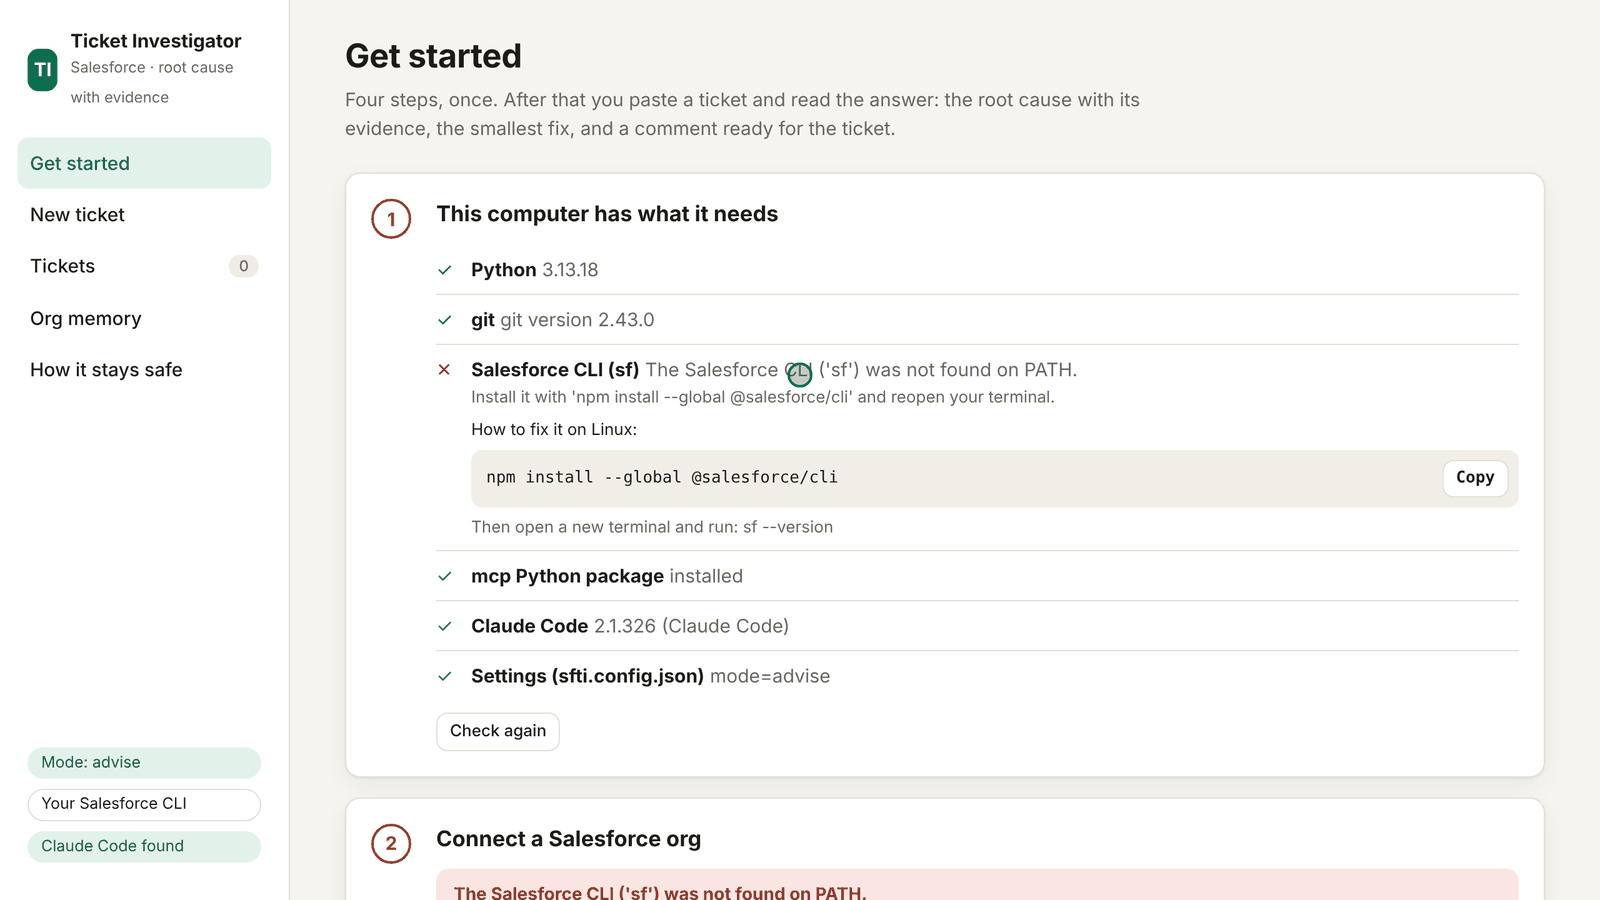 TI
Ticket Investigator
Salesforce · root cause
with evidence
Get started
New ticket
Tickets 0
Org memory
How it stays safe
Mode: advise
Your Salesforce CLI
Claude Code found
Get started
Four steps, once. After that you paste a ticket and read the answer: the root cause with its
evidence, the smallest fix, and a comment ready for the ticket.
1 This computer has what it needs
Python 3.13.18
git git version 2.43.0
Salesforce CLI (sf) The Salesforce CLI ('sf') was not found on PATH.
Install it with 'npm install --global @salesforce/cli' and reopen your terminal.
How to fix it on Linux:
npm install --global @salesforce/cli Copy
Then open a new terminal and run: sf --version
mcp Python package installed
Claude Code 2.1.326 (Claude Code)
Settings (sfti.config.json) mode=advise
Check again
2 Connect a Salesforce org
The Salesforce CLI ('sf') was not found on PATH.